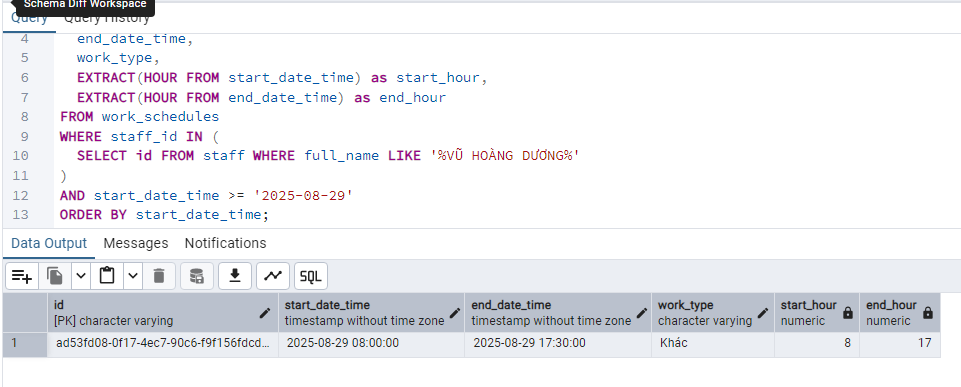 Schema Diff Workspace
Query Query History
4 end_date_time,
5 work_type,
6 EXTRACT(HOUR FROM start_date_time) as start_hour,
7 EXTRACT(HOUR FROM end_date_time) as end_hour
8 FROM work_schedules
9 WHERE staff_id IN (
10 SELECT id FROM staff WHERE full_name LIKE '%VŨ HOÀNG DƯƠNG%'
11 )
12 AND start_date_time >= '2025-08-29'
13 ORDER BY start_date_time;
Data Output Messages Notifications
SQL
id start_date_time end_date_time work_type start_hour end_hour
[PK] character varying timestamp without time zone timestamp without time zone character varying numeric numeric
1 ad53fd08-0f17-4ec7-90c6-f9f156fdcd... 2025-08-29 08:00:00 2025-08-29 17:30:00 Khác 8 17